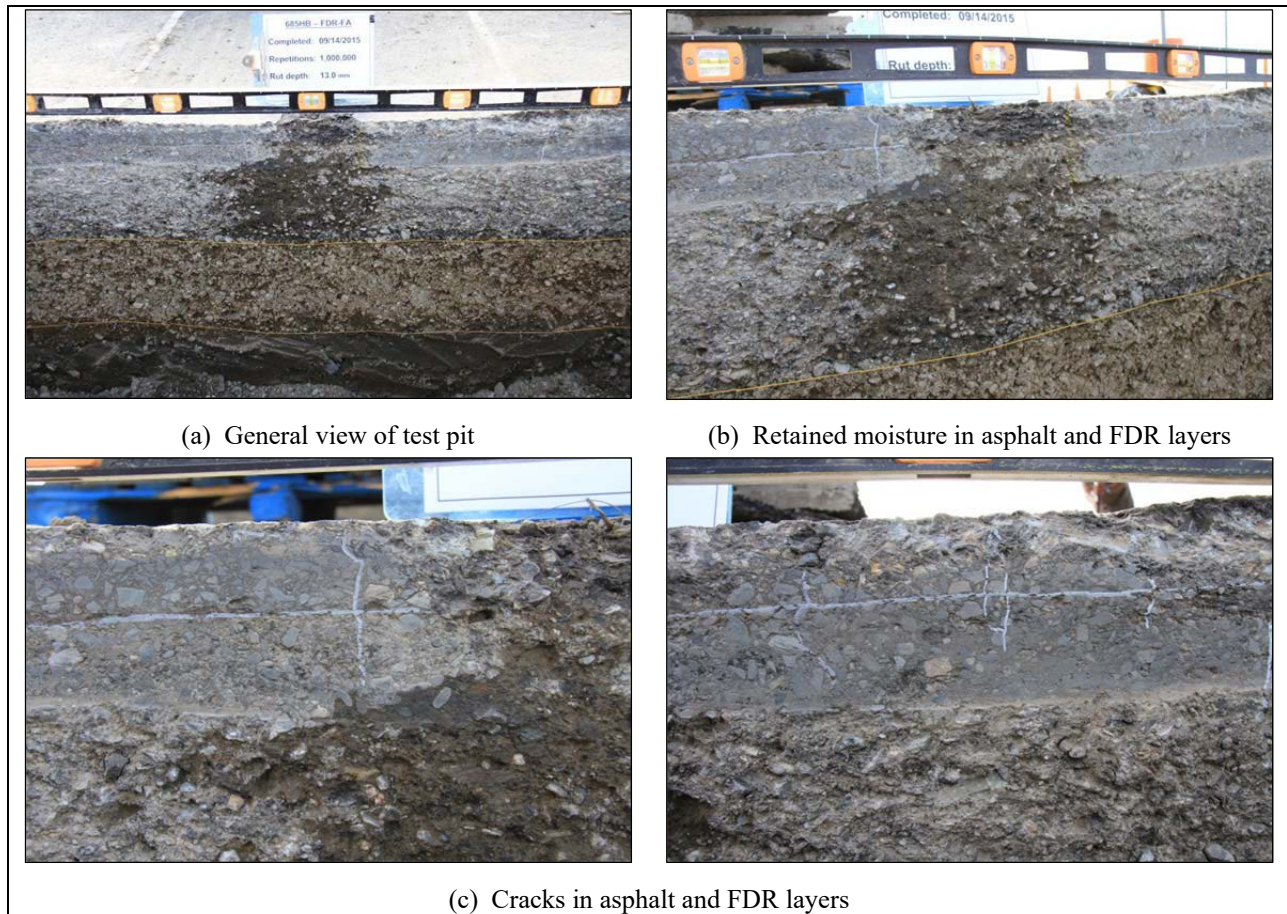 685HB – FDR-FA
Completed: 09/14/2015
Repetitions: 1,000,000
Rut depth: 13.0 mm
Completed: 09/14/2015
Rut depth:
(a) General view of test pit
(b) Retained moisture in asphalt and FDR layers
(c) Cracks in asphalt and FDR layers